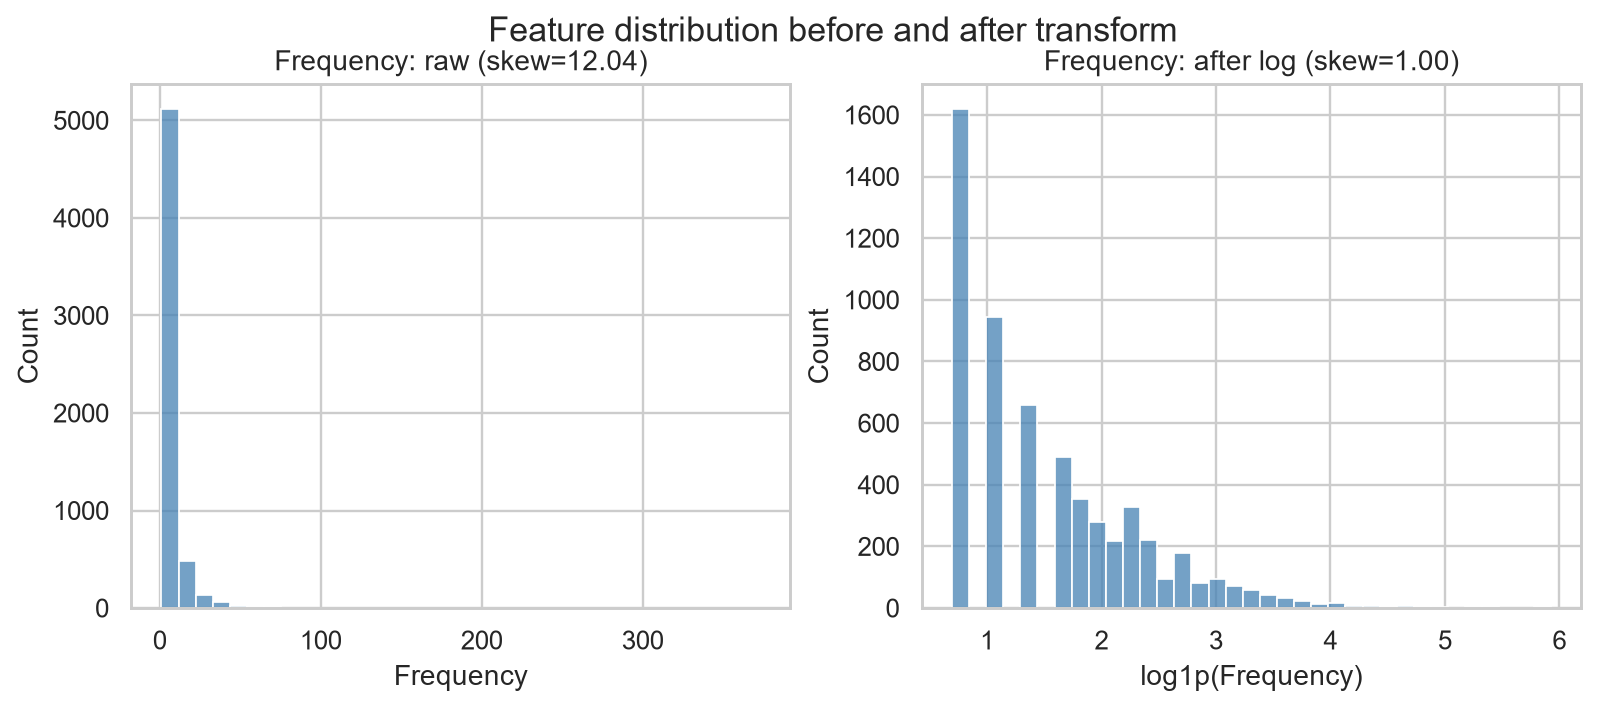 Feature distribution before and after transform
Frequency: raw (skew=12.04)
5000
4000
3000
2000
1000
0
Count
0 100 200 300
Frequency
Frequency: after log (skew=1.00)
1600
1400
1200
1000
800
600
400
200
0
Count
1 2 3 4 5 6
log1p(Frequency)